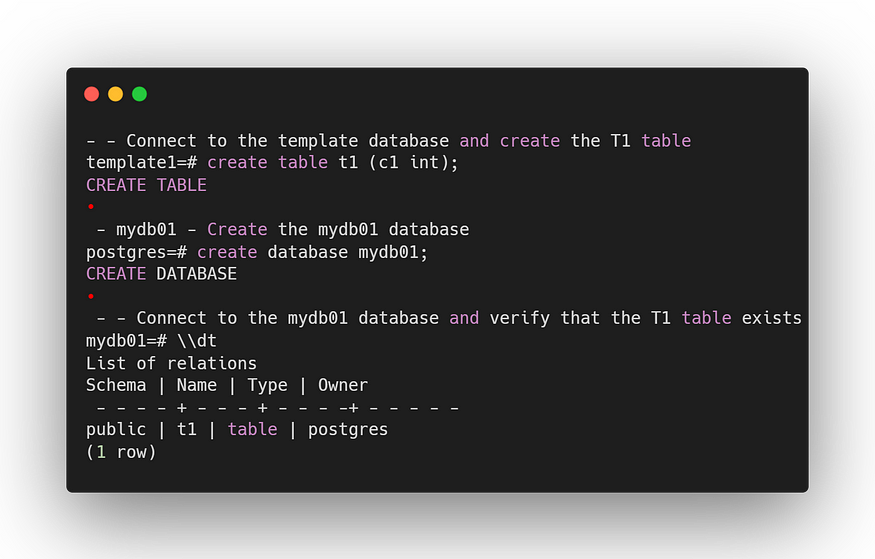 - - Connect to the template database and create the T1 table
template1=# create table t1 (c1 int);
CREATE TABLE
•
- mydb01 - Create the mydb01 database
postgres=# create database mydb01;
CREATE DATABASE
•
- - Connect to the mydb01 database and verify that the T1 table exists
mydb01=# \\dt
List of relations
Schema | Name | Type | Owner
- - - - + - - - + - - - -+ - - - - -
public | t1 | table | postgres
(1 row)